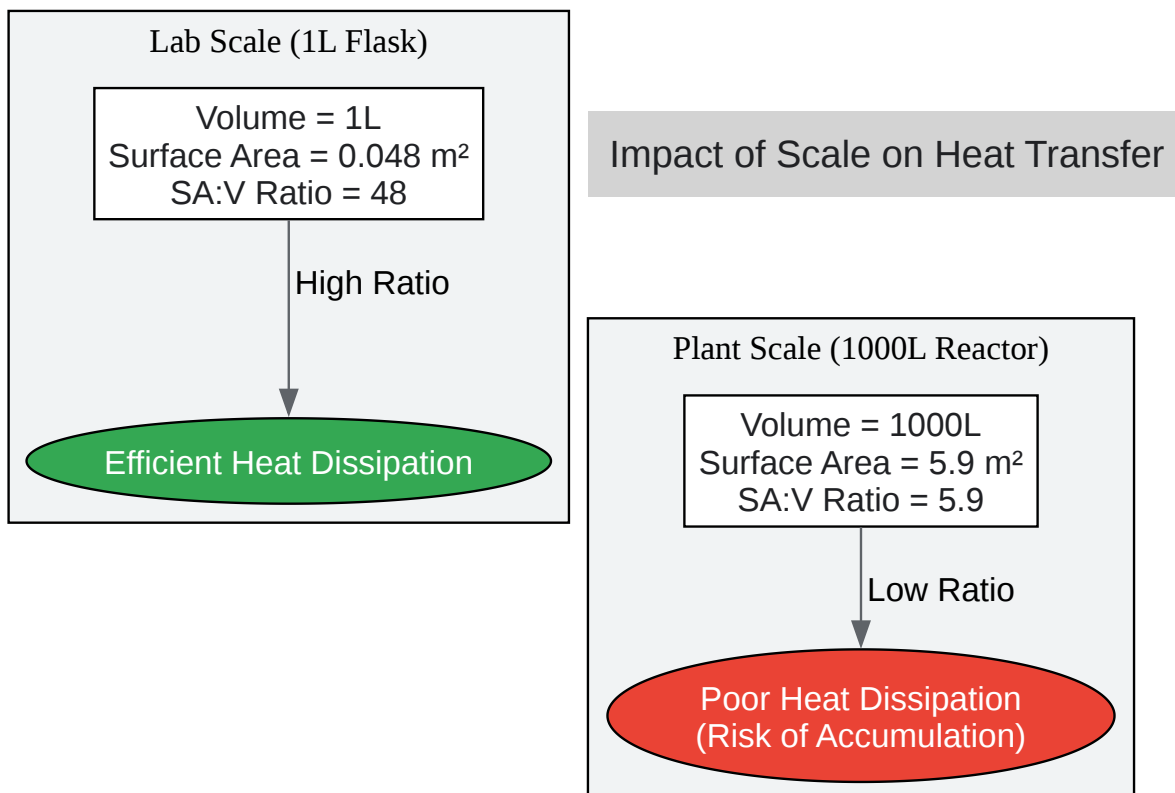 Lab Scale (1L Flask)
Volume = 1L
Surface Area = 0.048 m²
SA:V Ratio = 48
High Ratio
Efficient Heat Dissipation
Impact of Scale on Heat Transfer
Plant Scale (1000L Reactor)
Volume = 1000L
Surface Area = 5.9 m²
SA:V Ratio = 5.9
Low Ratio
Poor Heat Dissipation
(Risk of Accumulation)